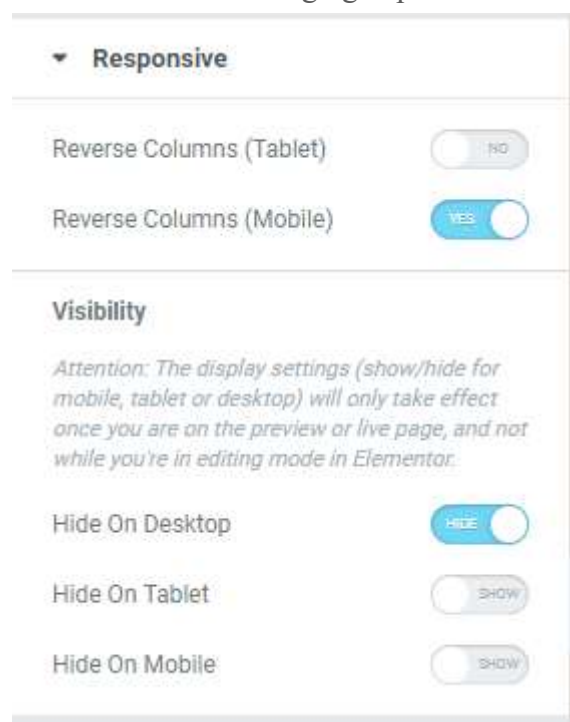 Responsive
Reverse Columns (Tablet) NO
Reverse Columns (Mobile) YES
Visibility
Attention: The display settings (show/hide for
mobile, tablet or desktop) will only take effect
once you are on the preview or live page, and not
while you're in editing mode in Elementor.
Hide On Desktop HIDE
Hide On Tablet SHOW
Hide On Mobile SHOW